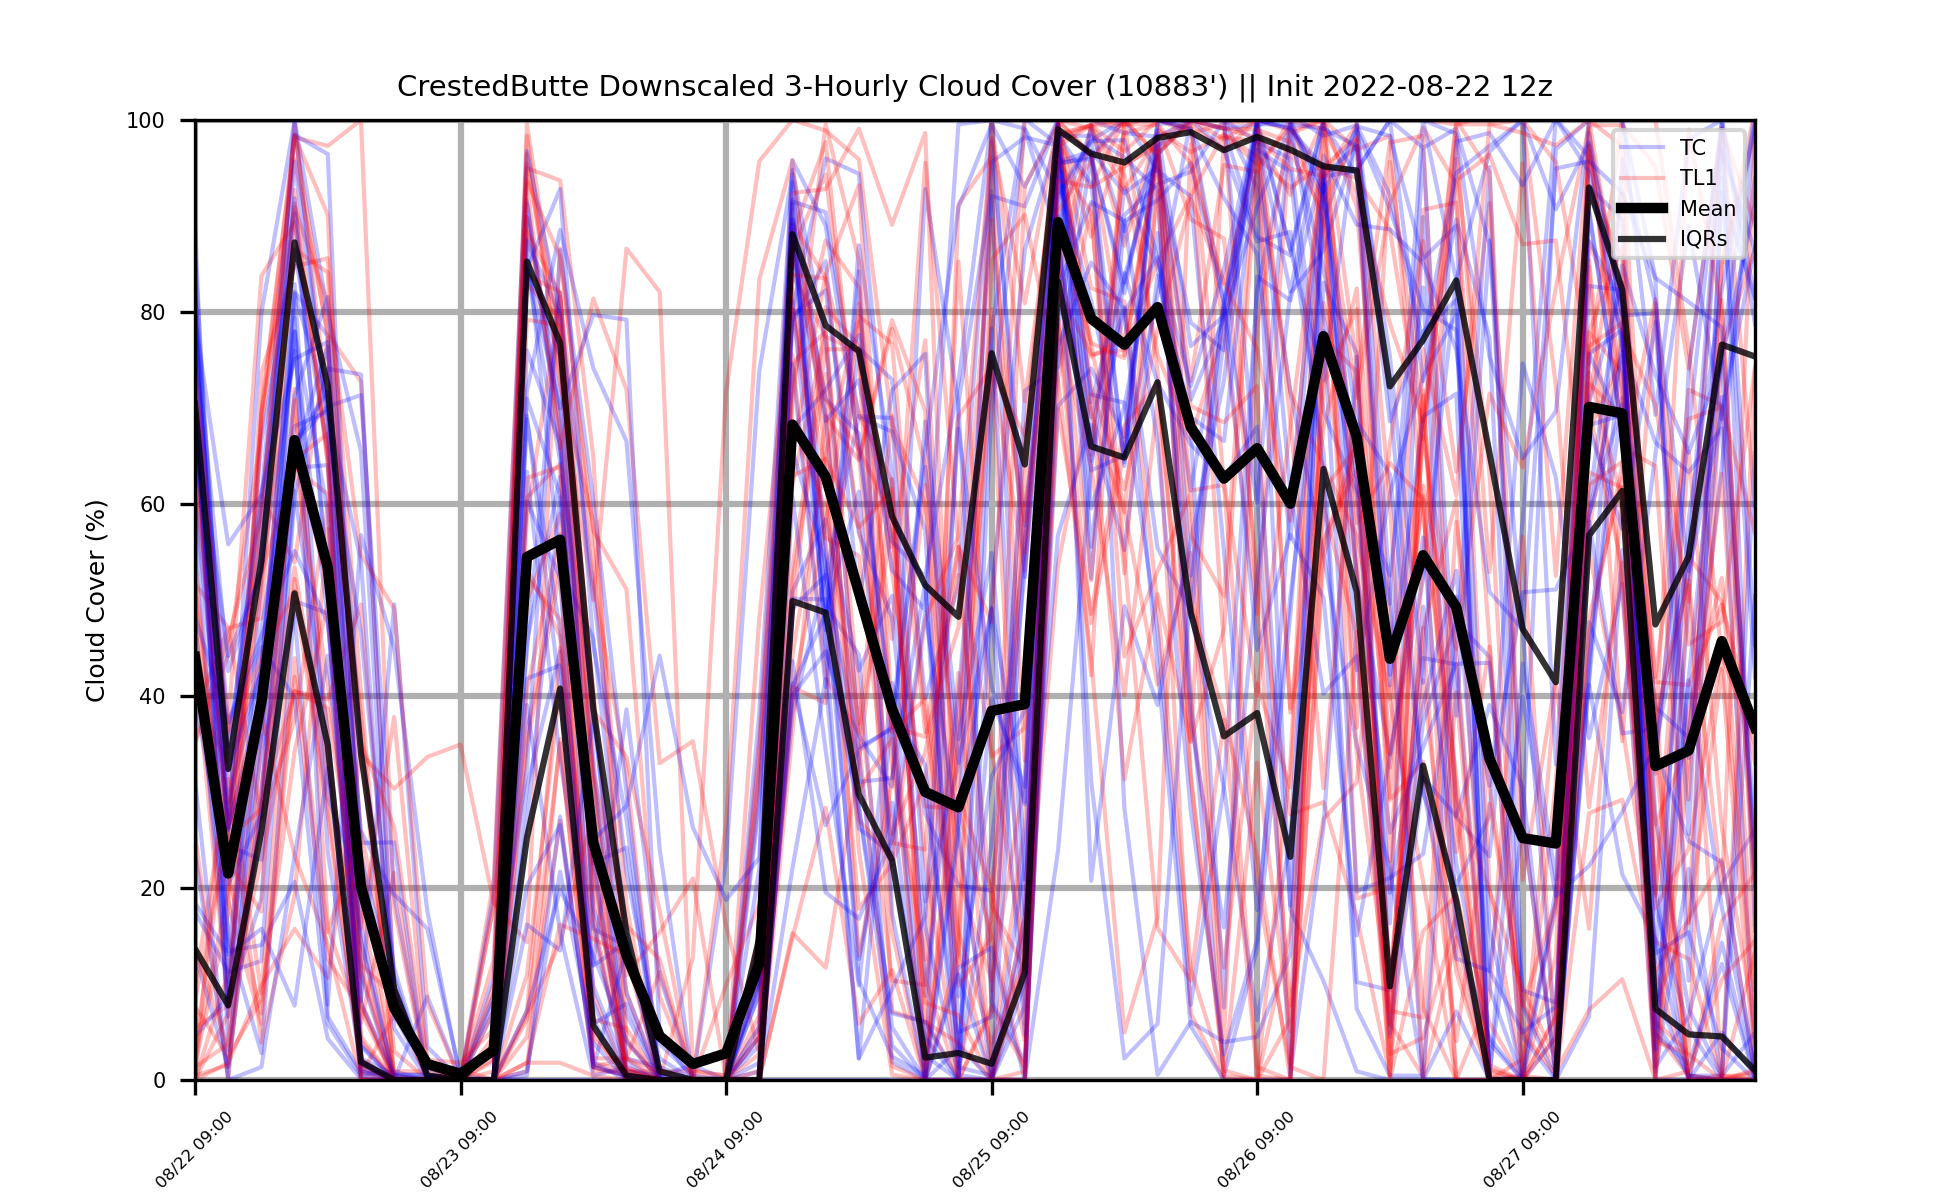 CrestedButte Downscaled 3-Hourly Cloud Cover (10883') || Init 2022-08-22 12z
Cloud Cover (%)
100
80
60
40
20
0
TC
TL1
Mean
IQRs
08/22 09:00
08/23 09:00
08/24 09:00
08/25 09:00
08/26 09:00
08/27 09:00